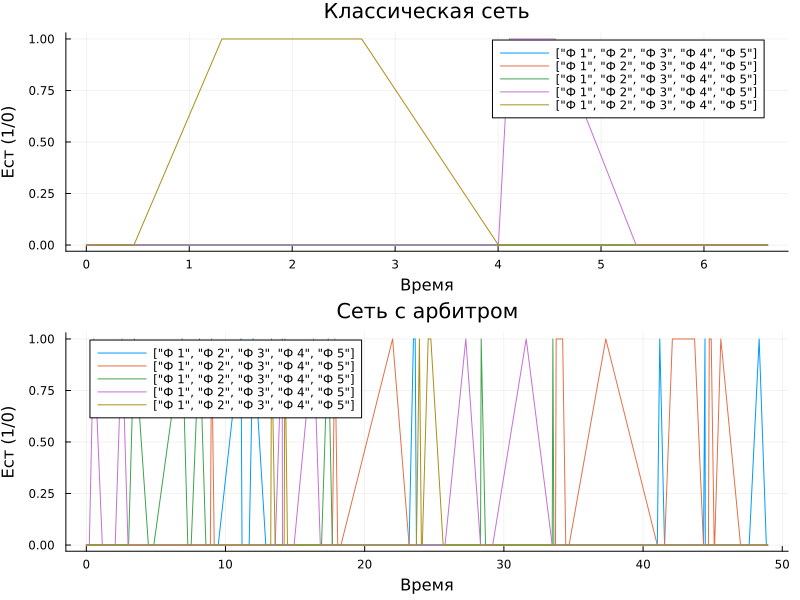 Классическая сеть
Ест (1/0)
1.00
0.75
0.50
0.25
0.00
["Ф 1", "Ф 2", "Ф 3", "Ф 4", "Ф 5"]
["Ф 1", "Ф 2", "Ф 3", "Ф 4", "Ф 5"]
["Ф 1", "Ф 2", "Ф 3", "Ф 4", "Ф 5"]
["Ф 1", "Ф 2", "Ф 3", "Ф 4", "Ф 5"]
["Ф 1", "Ф 2", "Ф 3", "Ф 4", "Ф 5"]
0 1 2 3 4 5 6
Время
Сеть с арбитром
Ест (1/0)
1.00
0.75
0.50
0.25
0.00
["Ф 1", "Ф 2", "Ф 3", "Ф 4", "Ф 5"]
["Ф 1", "Ф 2", "Ф 3", "Ф 4", "Ф 5"]
["Ф 1", "Ф 2", "Ф 3", "Ф 4", "Ф 5"]
["Ф 1", "Ф 2", "Ф 3", "Ф 4", "Ф 5"]
["Ф 1", "Ф 2", "Ф 3", "Ф 4", "Ф 5"]
0 10 20 30 40 50
Время